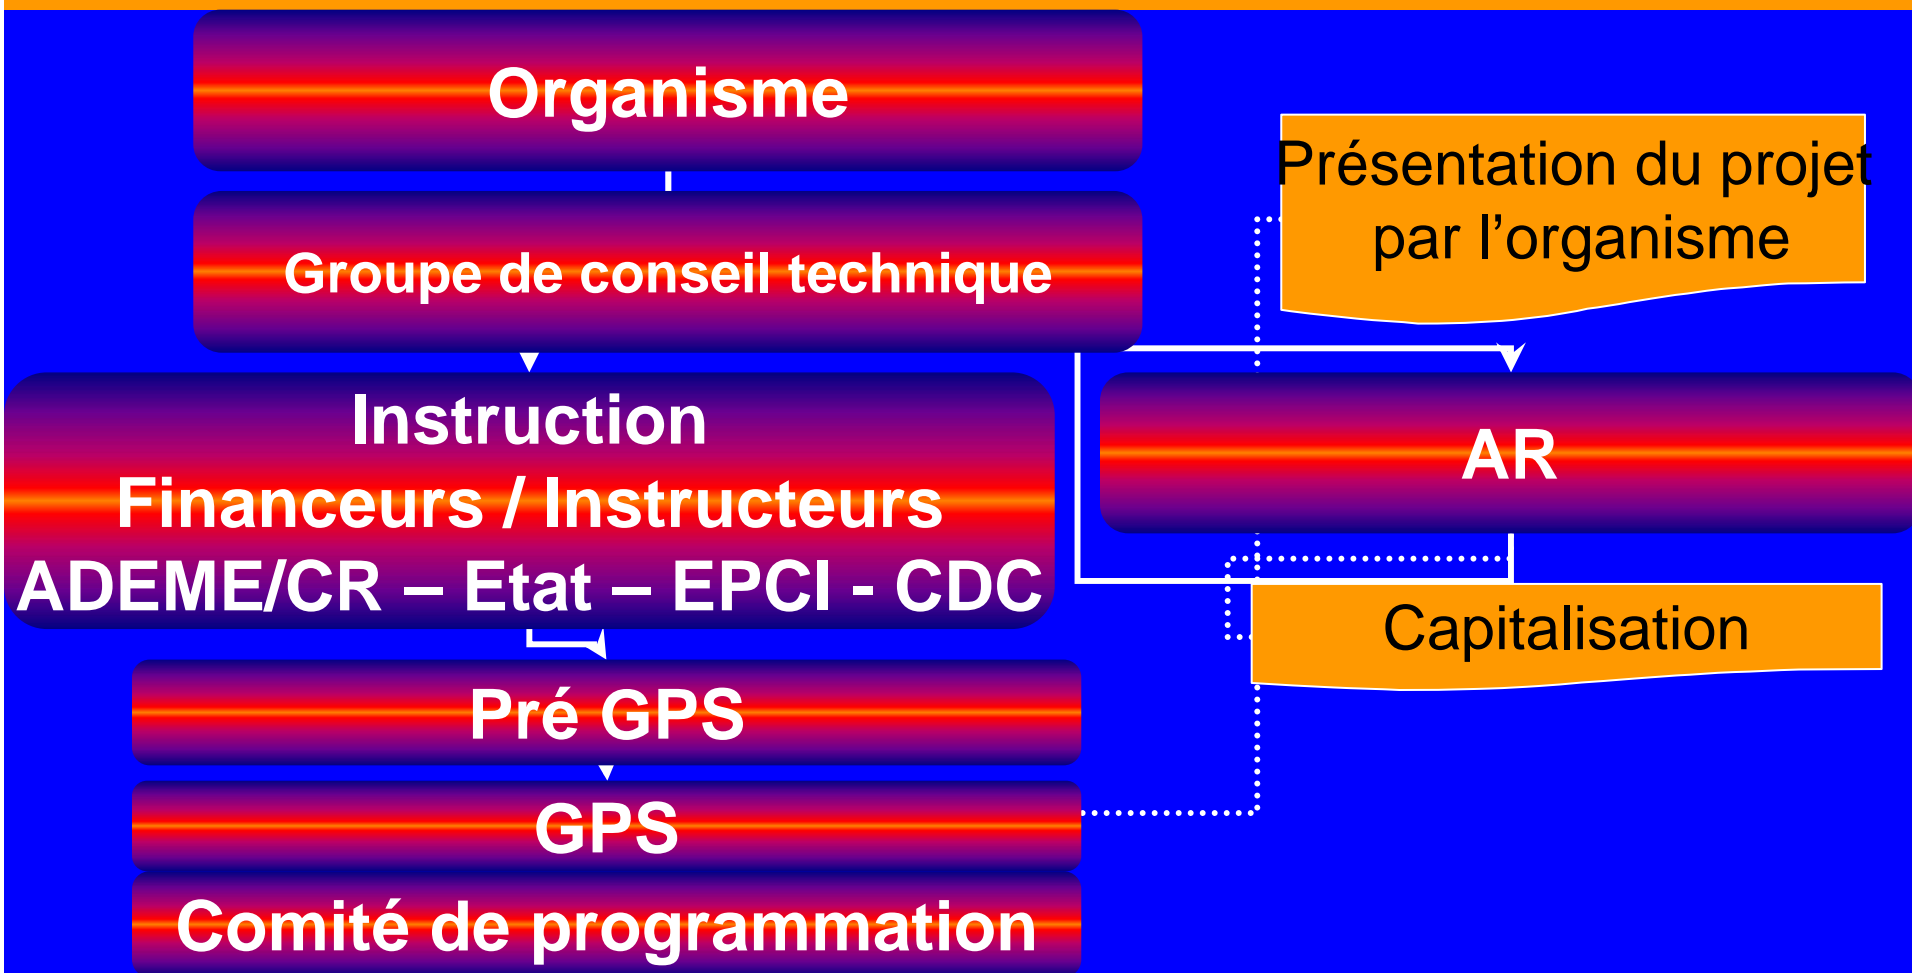 Organisme
Présentation du projet
par l’organisme
Groupe de conseil technique
Instruction
Financeurs / Instructeurs
ADEME/CR – Etat – EPCI - CDC
AR
Capitalisation
Pré GPS
GPS
Comité de programmation